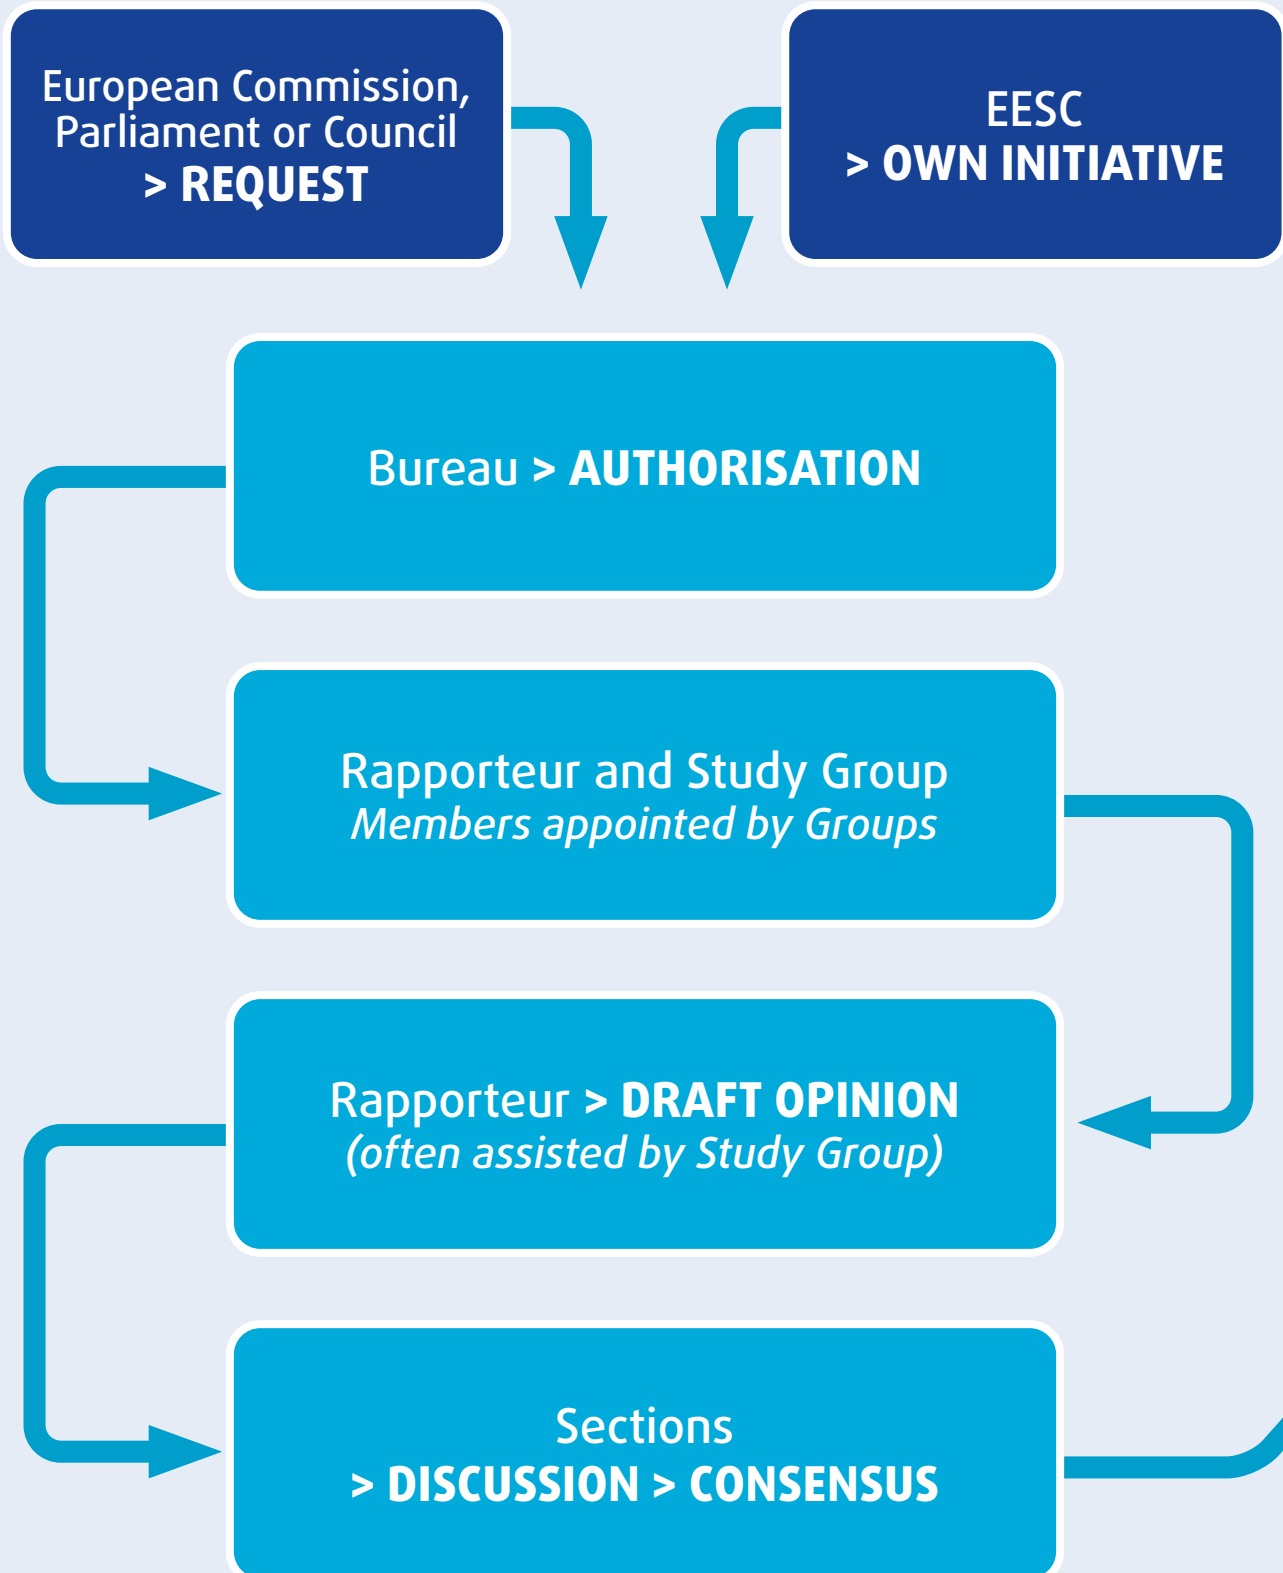 European Commission,
Parliament or Council
> REQUEST
EESC
> OWN INITIATIVE
Bureau > AUTHORISATION
Rapporteur and Study Group
Members appointed by Groups
Rapporteur > DRAFT OPINION
(often assisted by Study Group)
Sections
> DISCUSSION > CONSENSUS